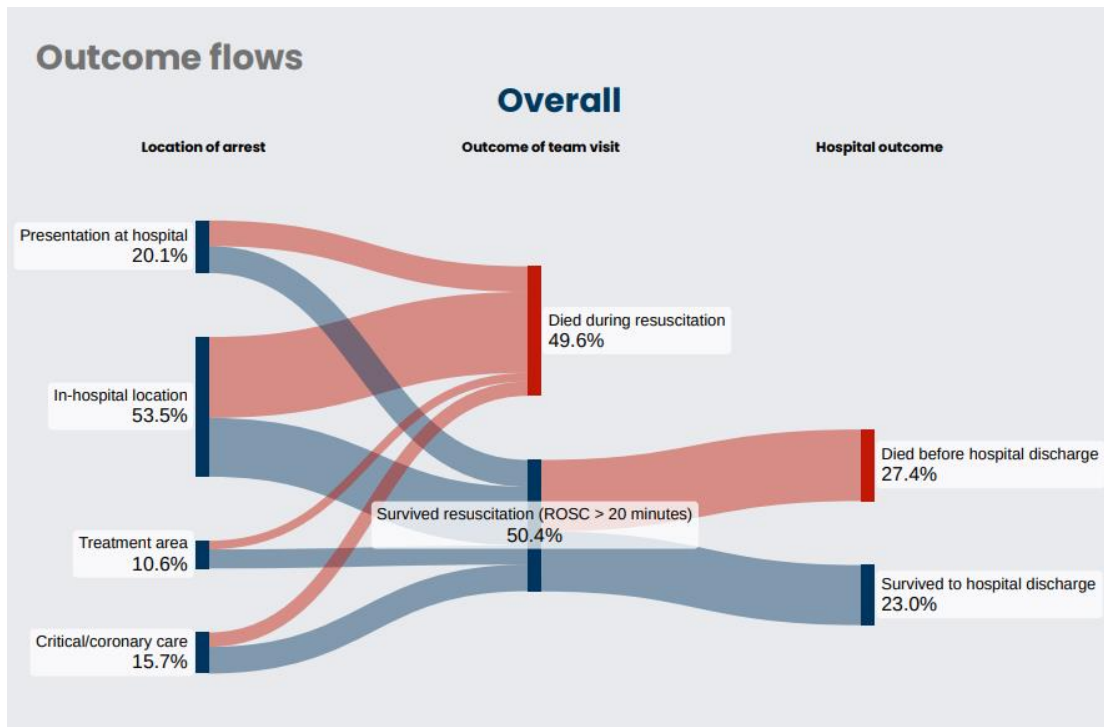 Outcome flows
Overall
Location of arrest
Outcome of team visit
Hospital outcome
Presentation at hospital
20.1%
In-hospital location
53.5%
Treatment area
10.6%
Critical/coronary care
15.7%
Died during resuscitation
49.6%
Survived resuscitation (ROSC > 20 minutes)
50.4%
Died before hospital discharge
27.4%
Survived to hospital discharge
23.0%